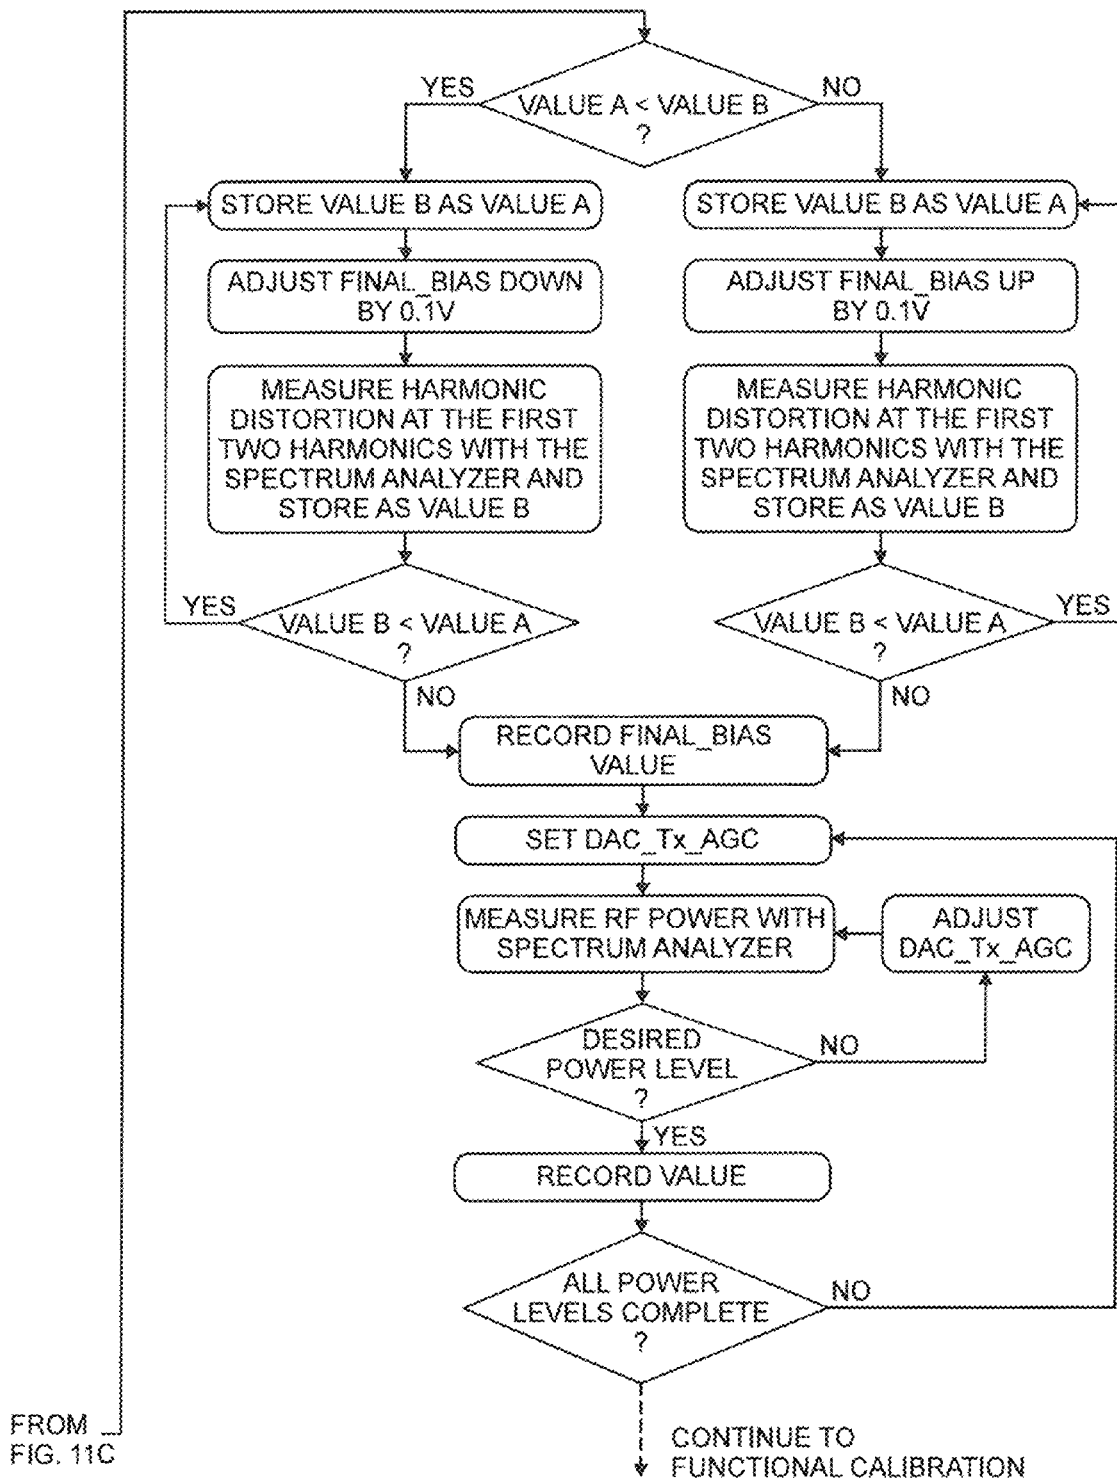 YES
NO
VALUE A < VALUE B
?
STORE VALUE B AS VALUE A
STORE VALUE B AS VALUE A
ADJUST FINAL_BIAS DOWN
BY 0.1V
ADJUST FINAL_BIAS UP
BY 0.1V
MEASURE HARMONIC
DISTORTION AT THE FIRST
TWO HARMONICS WITH THE
SPECTRUM ANALYZER AND
STORE AS VALUE B
MEASURE HARMONIC
DISTORTION AT THE FIRST
TWO HARMONICS WITH THE
SPECTRUM ANALYZER AND
STORE AS VALUE B
YES
VALUE B < VALUE A
?
NO
VALUE B < VALUE A
?
YES
NO
RECORD FINAL_BIAS
VALUE
SET DAC_Tx_AGC
MEASURE RF POWER WITH
SPECTRUM ANALYZER
ADJUST
DAC_Tx_AGC
DESIRED
POWER LEVEL
?
NO
YES
RECORD VALUE
ALL POWER
LEVELS COMPLETE
?
NO
FROM
FIG. 11C
CONTINUE TO
FUNCTIONAL CALIBRATION